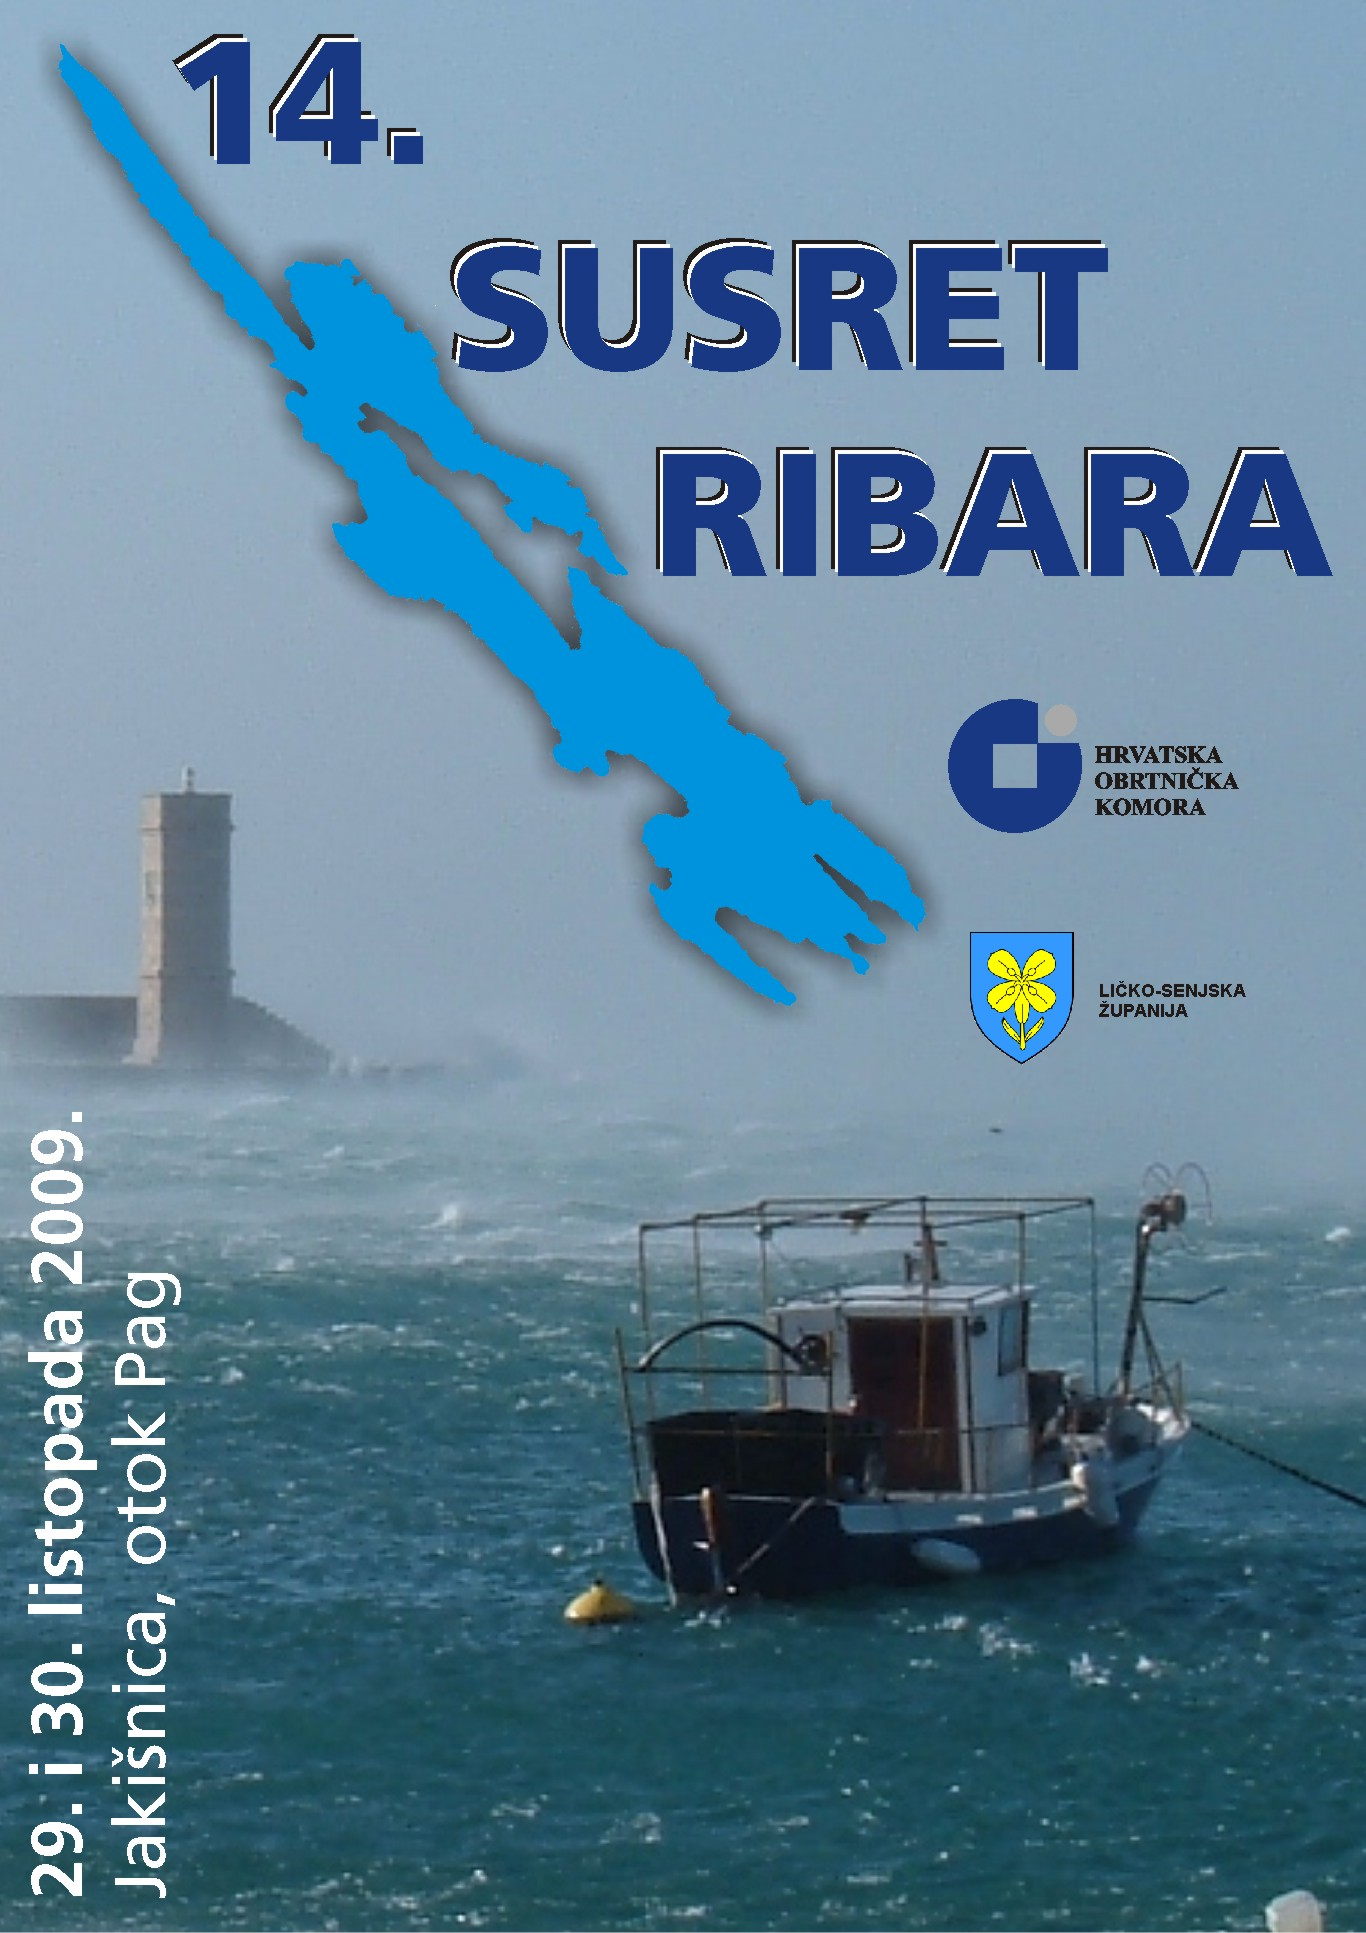 14.
SUSRET
RIBARA
HRVATSKA
OBRTNIČKA
KOMORA
LIČKO-SENJSKA
ŽUPANIJA
29. i 30. listopada 2009.
Jakišnica, otok Pag